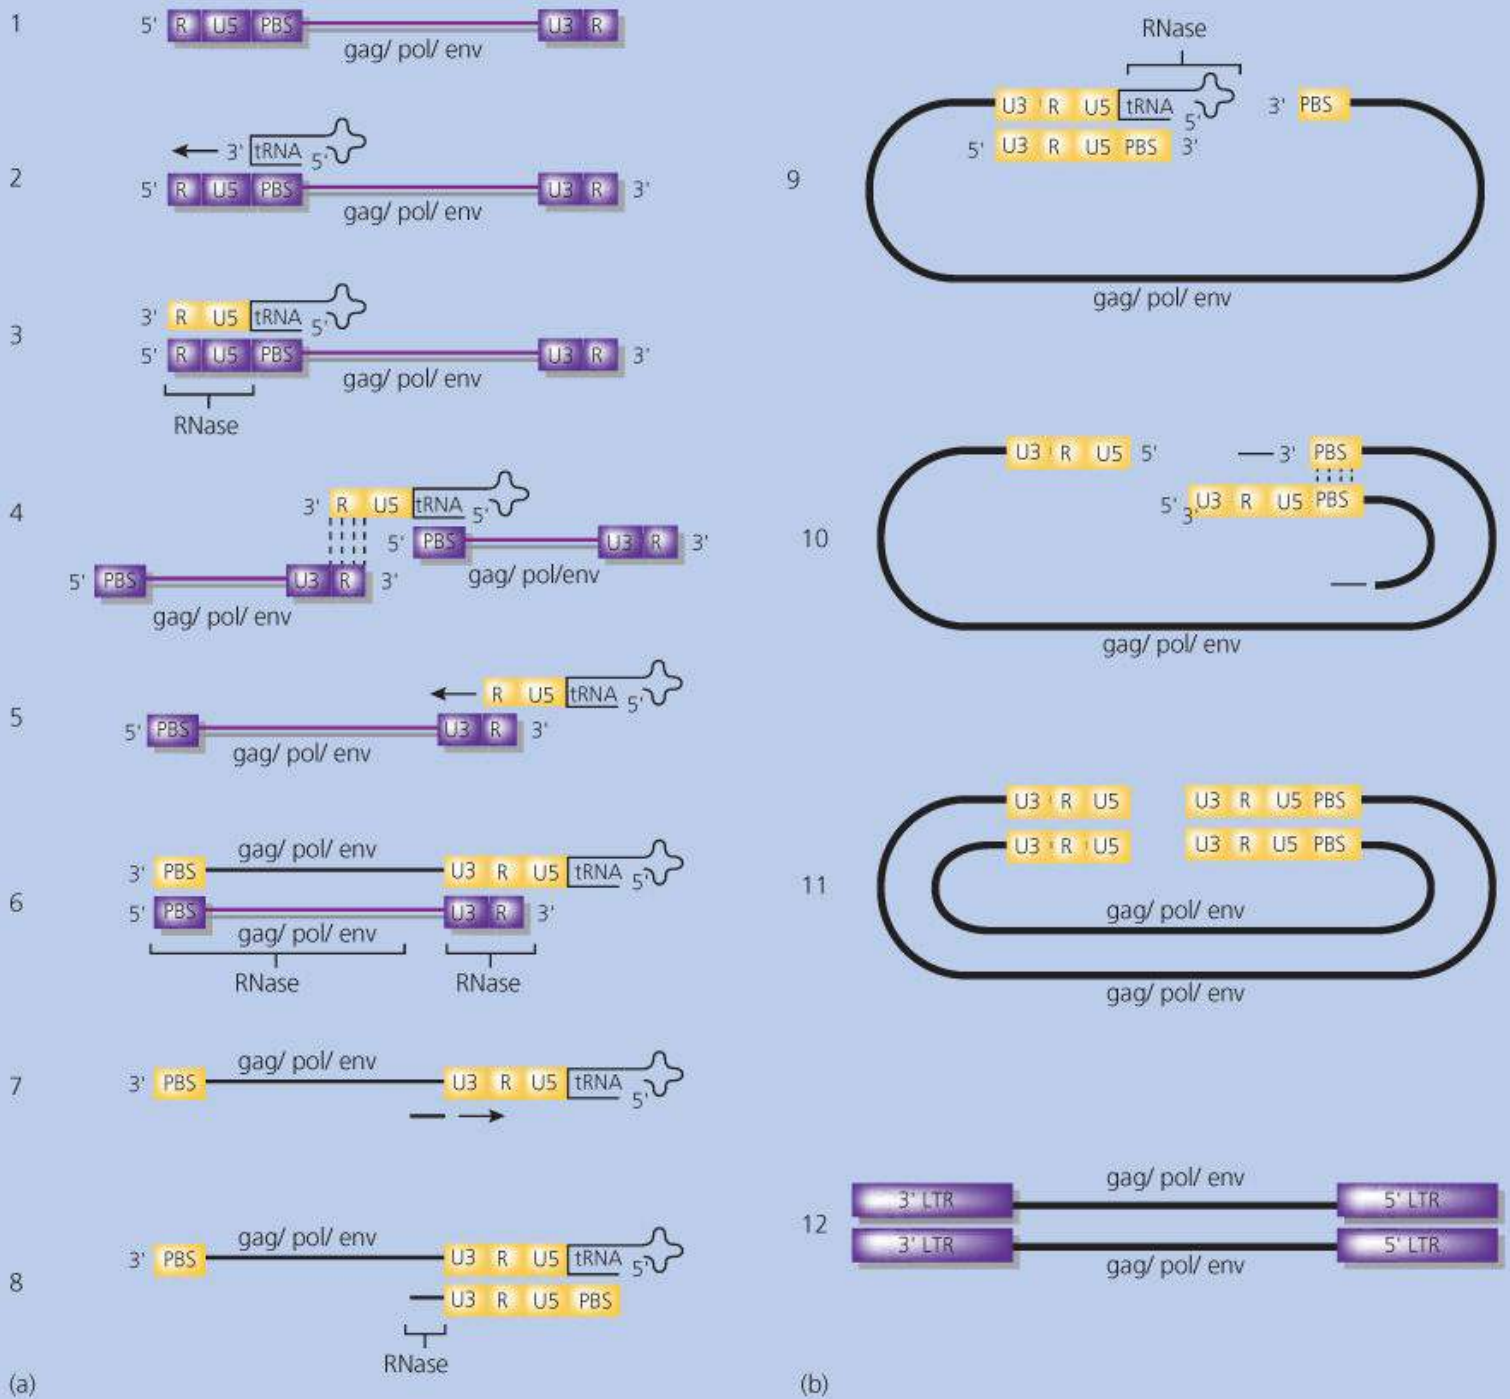 1
5' R U5 PBS U3 R
gag/ pol/ env
3' tRNA 5'
2
5' R U5 PBS U3 R 3'
gag/ pol/ env
3' R U5 tRNA 5'
3
5' R U5 PBS U3 R 3'
gag/ pol/ env
RNase
4
3' R U5 tRNA 5'
5' PBS U3 R 3'
gag/ pol/env
5' PBS U3 R 3'
gag/ pol/ env
R U5 tRNA 5'
5
5' PBS U3 R 3'
gag/ pol/ env
gag/ pol/ env
3' PBS U3 R U5 tRNA 5'
6
5' PBS U3 R 3'
gag/ pol/ env
RNase RNase
gag/ pol/ env
7
3' PBS U3 R U5 tRNA 5'
gag/ pol/ env
3' PBS U3 R U5 tRNA 5'
8
U3 R U5 PBS
RNase
(a)
RNase
U3 R U5 tRNA 5' 3' PBS
5' U3 R U5 PBS 3'
9
gag/ pol/ env
U3 R U5 5' 3' PBS
5' 3' U3 R U5 PBS
10
gag/ pol/ env
U3 R U5 U3 R U5 PBS
U3 R U5 U3 R U5 PBS
11
gag/ pol/ env
gag/ pol/ env
gag/ pol/ env
3' LTR 5' LTR
12
3' LTR 5' LTR
gag/ pol/ env
(b)